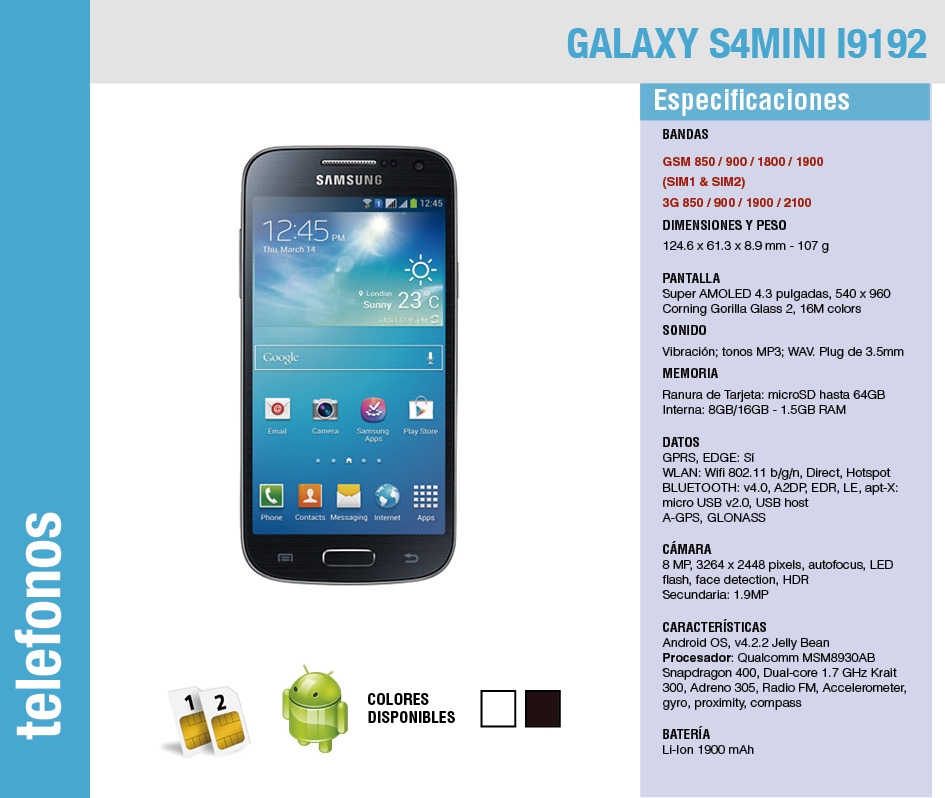 GALAXY S4MINI I9192
telefonos
SAMSUNG
12:45
12:45 PM
Thu, March 14
London
Sunny 23°C
Google
Email
Camera
Samsung Apps
Play Store
Phone
Contacts
Messaging
Internet
Apps
1
2
COLORES
DISPONIBLES
Especificaciones
BANDAS
GSM 850 / 900 / 1800 / 1900
(SIM1 & SIM2)
3G 850 / 900 / 1900 / 2100
DIMENSIONES Y PESO
124.6 x 61.3 x 8.9 mm - 107 g
PANTALLA
Super AMOLED 4.3 pulgadas, 540 x 960
Corning Gorilla Glass 2, 16M colors
SONIDO
Vibración; tonos MP3; WAV. Plug de 3.5mm
MEMORIA
Ranura de Tarjeta: microSD hasta 64GB
Interna: 8GB/16GB - 1.5GB RAM
DATOS
GPRS, EDGE: Sí
WLAN: Wifi 802.11 b/g/n, Direct, Hotspot
BLUETOOTH: v4.0, A2DP, EDR, LE, apt-X:
micro USB v2.0, USB host
A-GPS, GLONASS
CÁMARA
8 MP, 3264 x 2448 pixels, autofocus, LED
flash, face detection, HDR
Secundaria: 1.9MP
CARACTERÍSTICAS
Android OS, v4.2.2 Jelly Bean
Procesador: Qualcomm MSM8930AB
Snapdragon 400, Dual-core 1.7 GHz Krait
300, Adreno 305, Radio FM, Accelerometer,
gyro, proximity, compass
BATERÍA
Li-Ion 1900 mAh